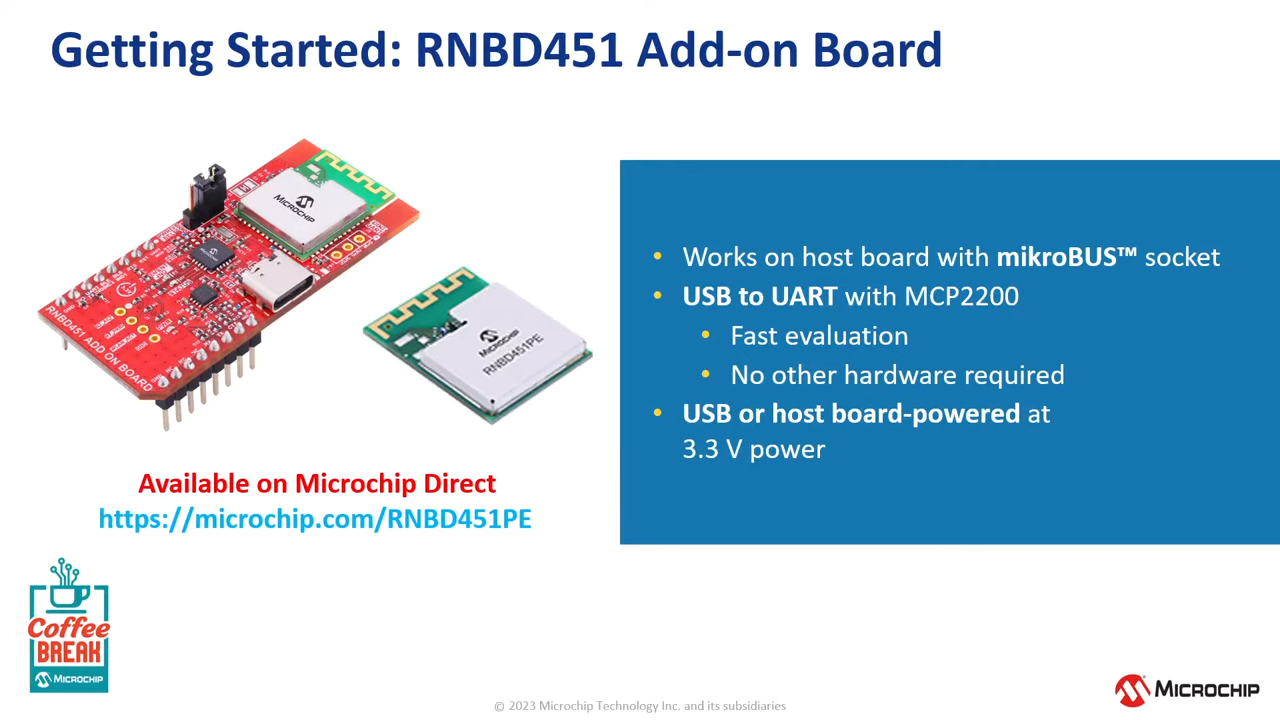 Getting Started: RNBD451 Add-on Board
MICROCHIP
RNBD451 ADD ON BOARD
MICROCHIP
RNBD451PE
Available on Microchip Direct
https://microchip.com/RNBD451PE
• Works on host board with mikroBUS™ socket
• USB to UART with MCP2200
• Fast evaluation
• No other hardware required
• USB or host board-powered at
3.3 V power
Coffee
BREAK
MICROCHIP
© 2023 Microchip Technology Inc. and its subsidiaries
MICROCHIP